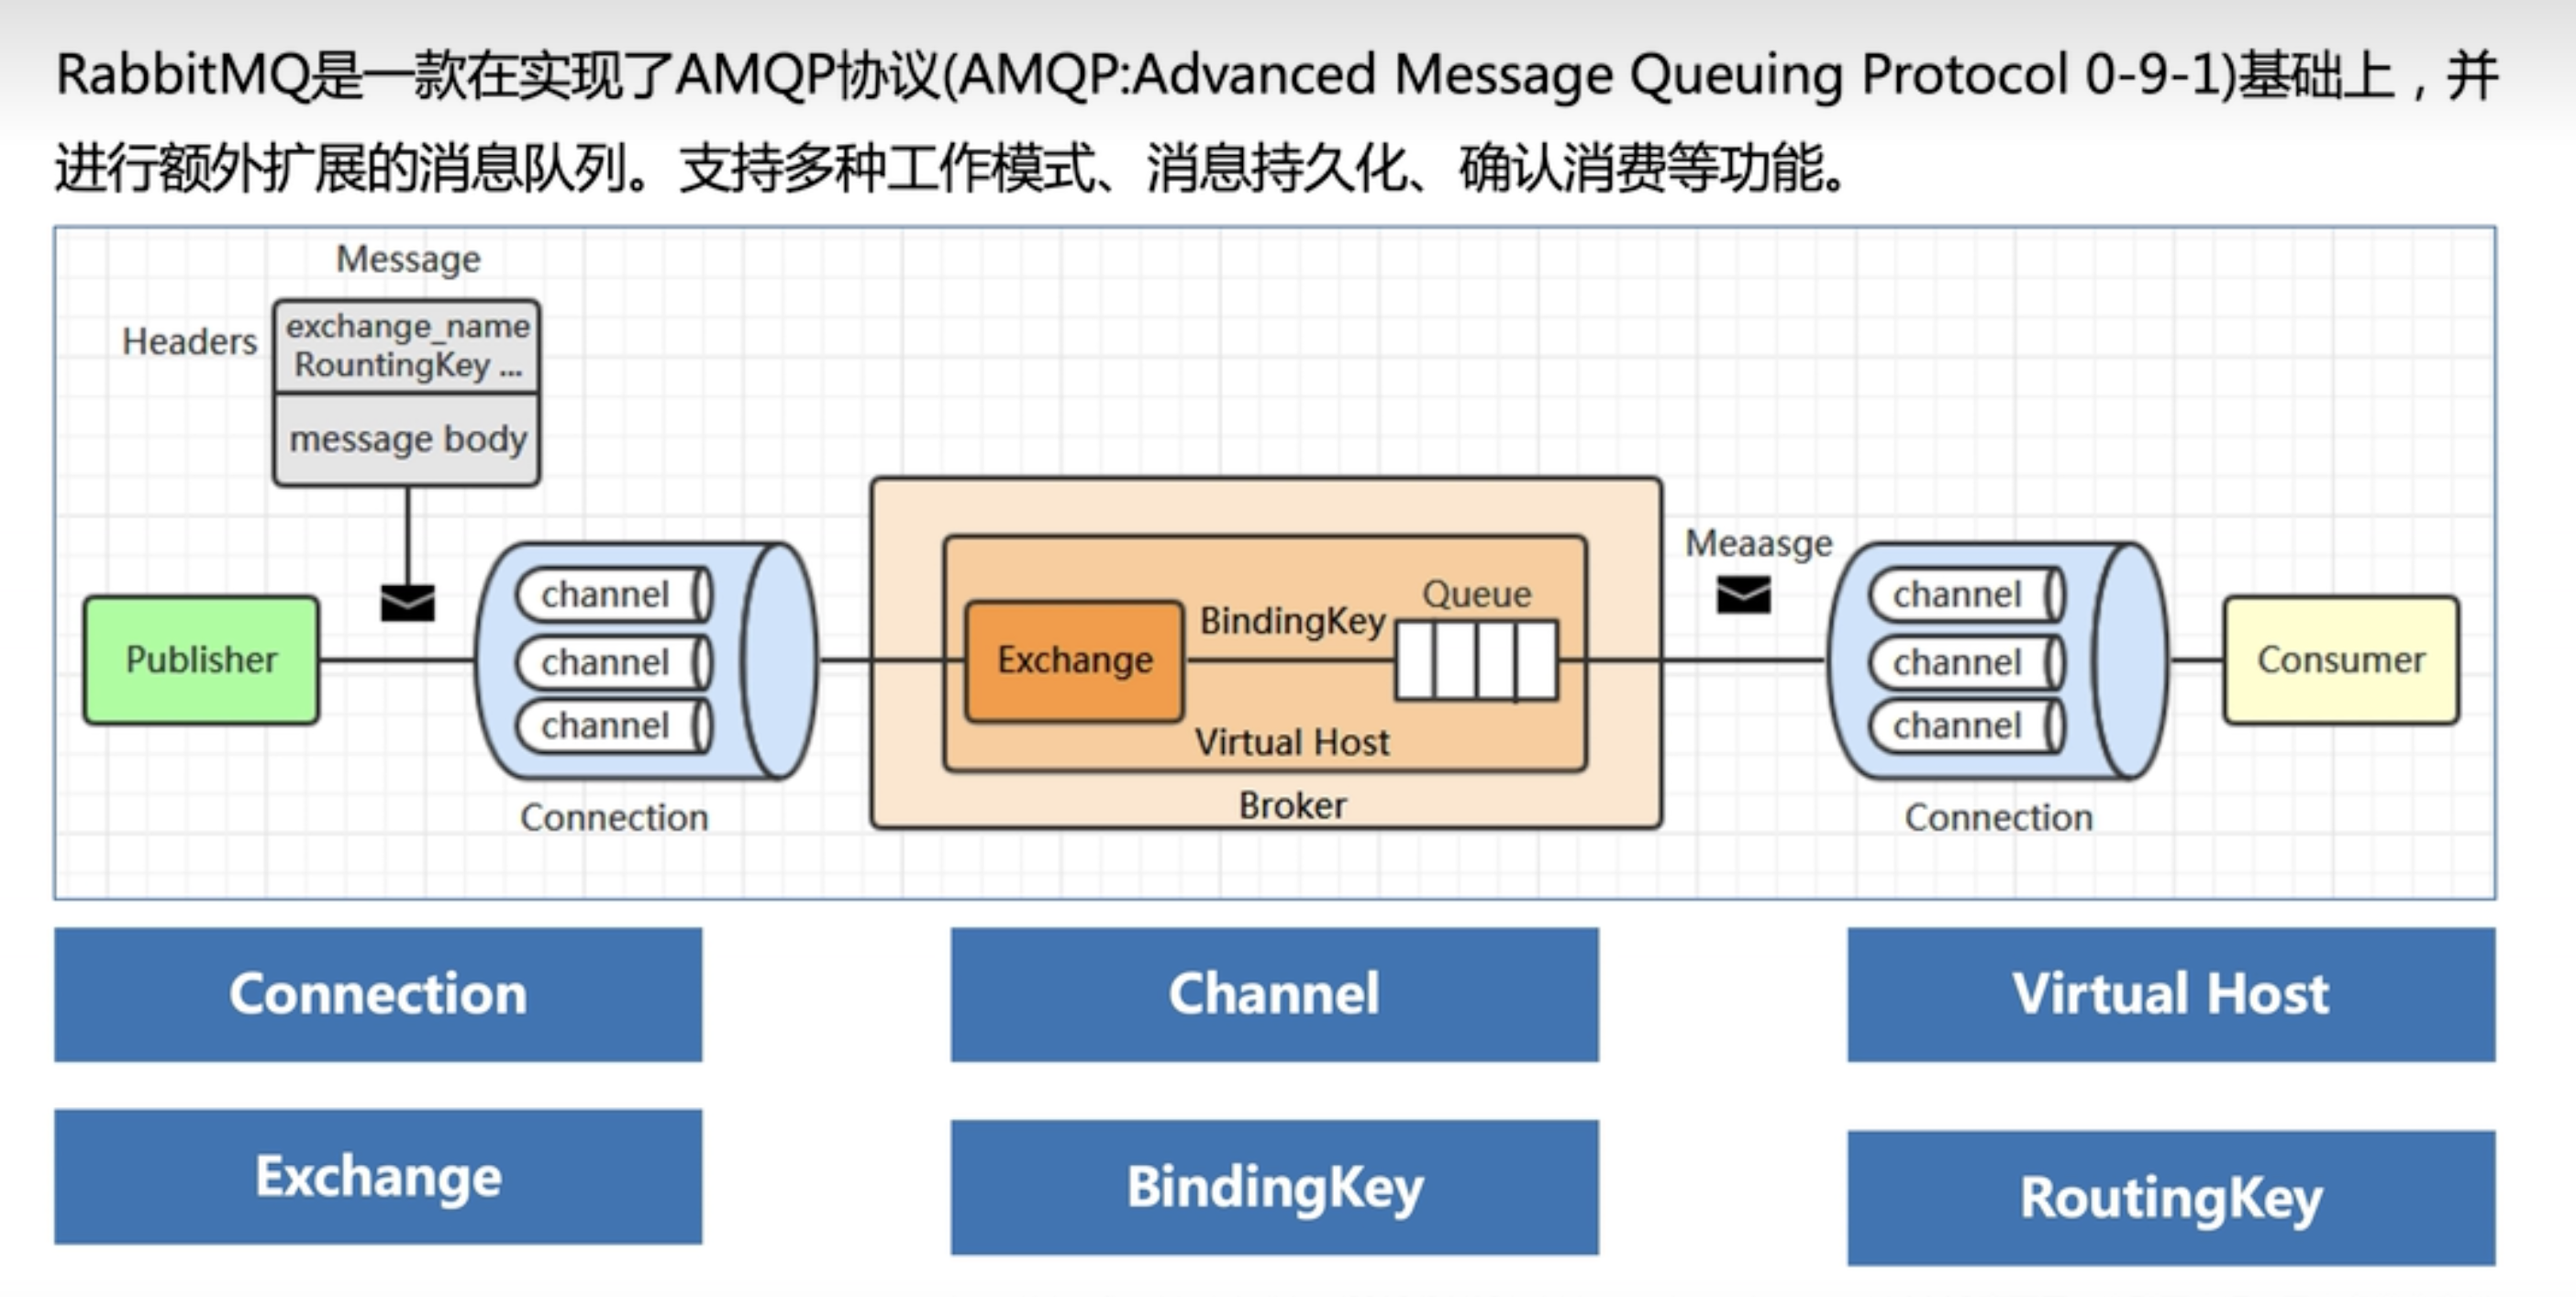 RabbitMQ是一款在实现了AMQP协议(AMQP:Advanced Message Queuing Protocol 0-9-1)基础上，并
进行额外扩展的消息队列。支持多种工作模式、消息持久化、确认消费等功能。
Message
Headers
exchange_name
RountingKey ...
message body
Publisher
channel
channel
channel
Connection
Exchange
BindingKey
Queue
Virtual Host
Broker
Meaasge
channel
channel
channel
Connection
Consumer
Connection
Channel
Virtual Host
Exchange
BindingKey
RoutingKey